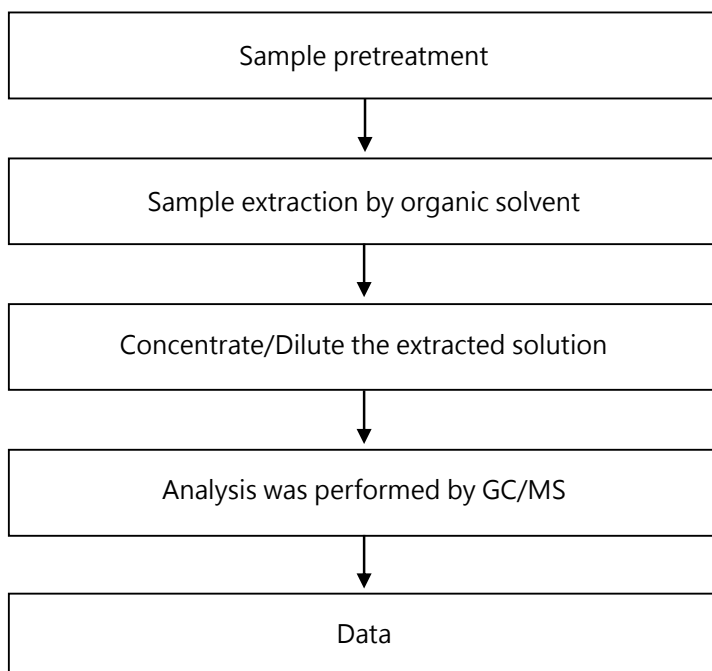 Sample pretreatment
Sample extraction by organic solvent
Concentrate/Dilute the extracted solution
Analysis was performed by GC/MS
Data